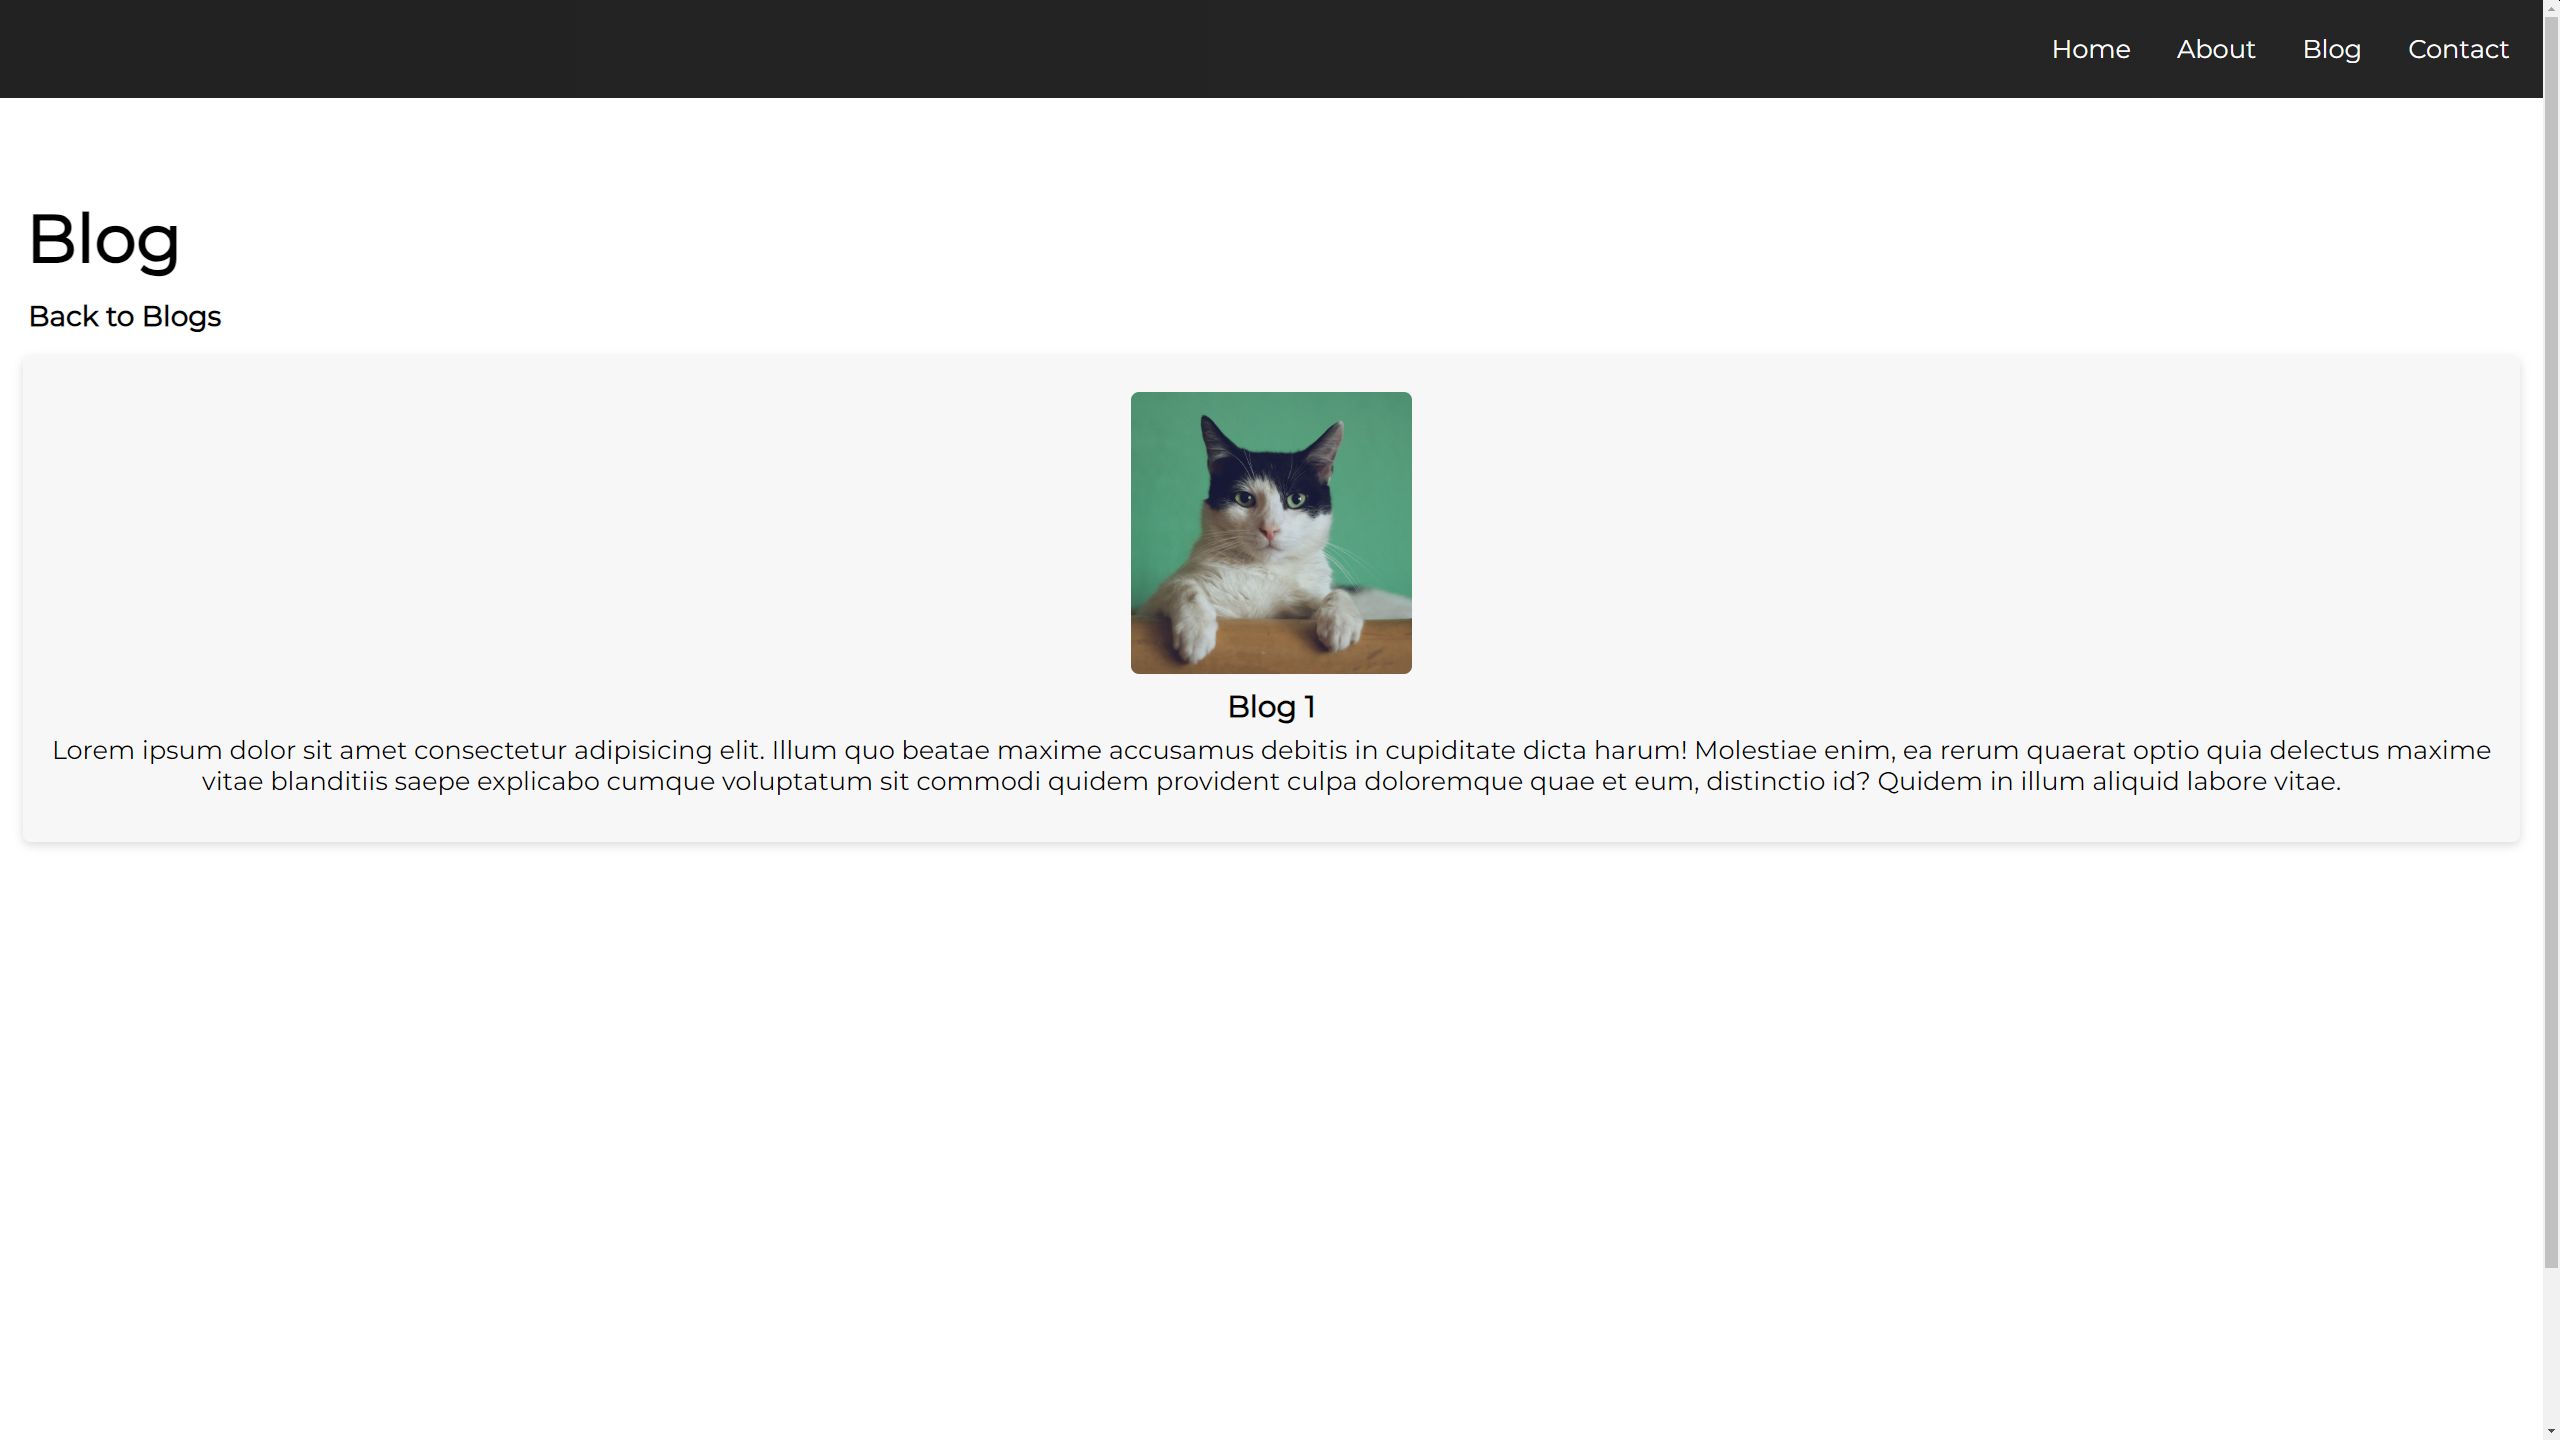 Home About Blog Contact
Blog
Back to Blogs
Blog 1
Lorem ipsum dolor sit amet consectetur adipisicing elit. Illum quo beatae maxime accusamus debitis in cupiditate dicta harum! Molestiae enim, ea rerum quaerat optio quia delectus maxime
vitae blanditiis saepe explicabo cumque voluptatum sit commodi quidem provident culpa doloremque quae et eum, distinctio id? Quidem in illum aliquid labore vitae.